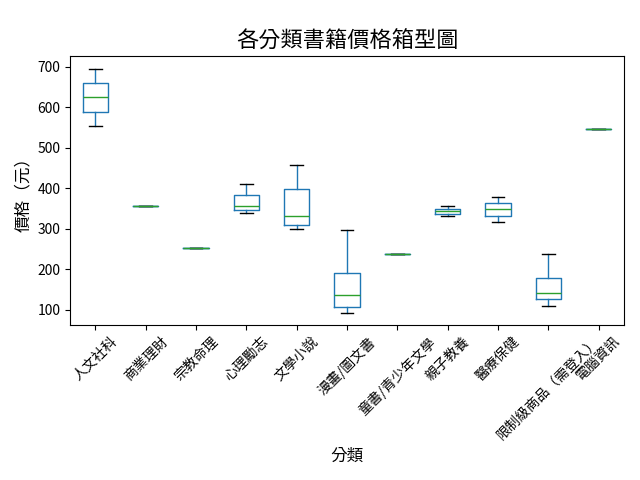 各分類書籍價格箱型圖
價格（元）
700
600
500
400
300
200
100
人文社科
商業理財
宗教命理
心理勵志
文學小說
漫畫/圖文書
童書/青少年文學
親子教養
醫療保健
限制級商品（需登入）
電腦資訊
分類